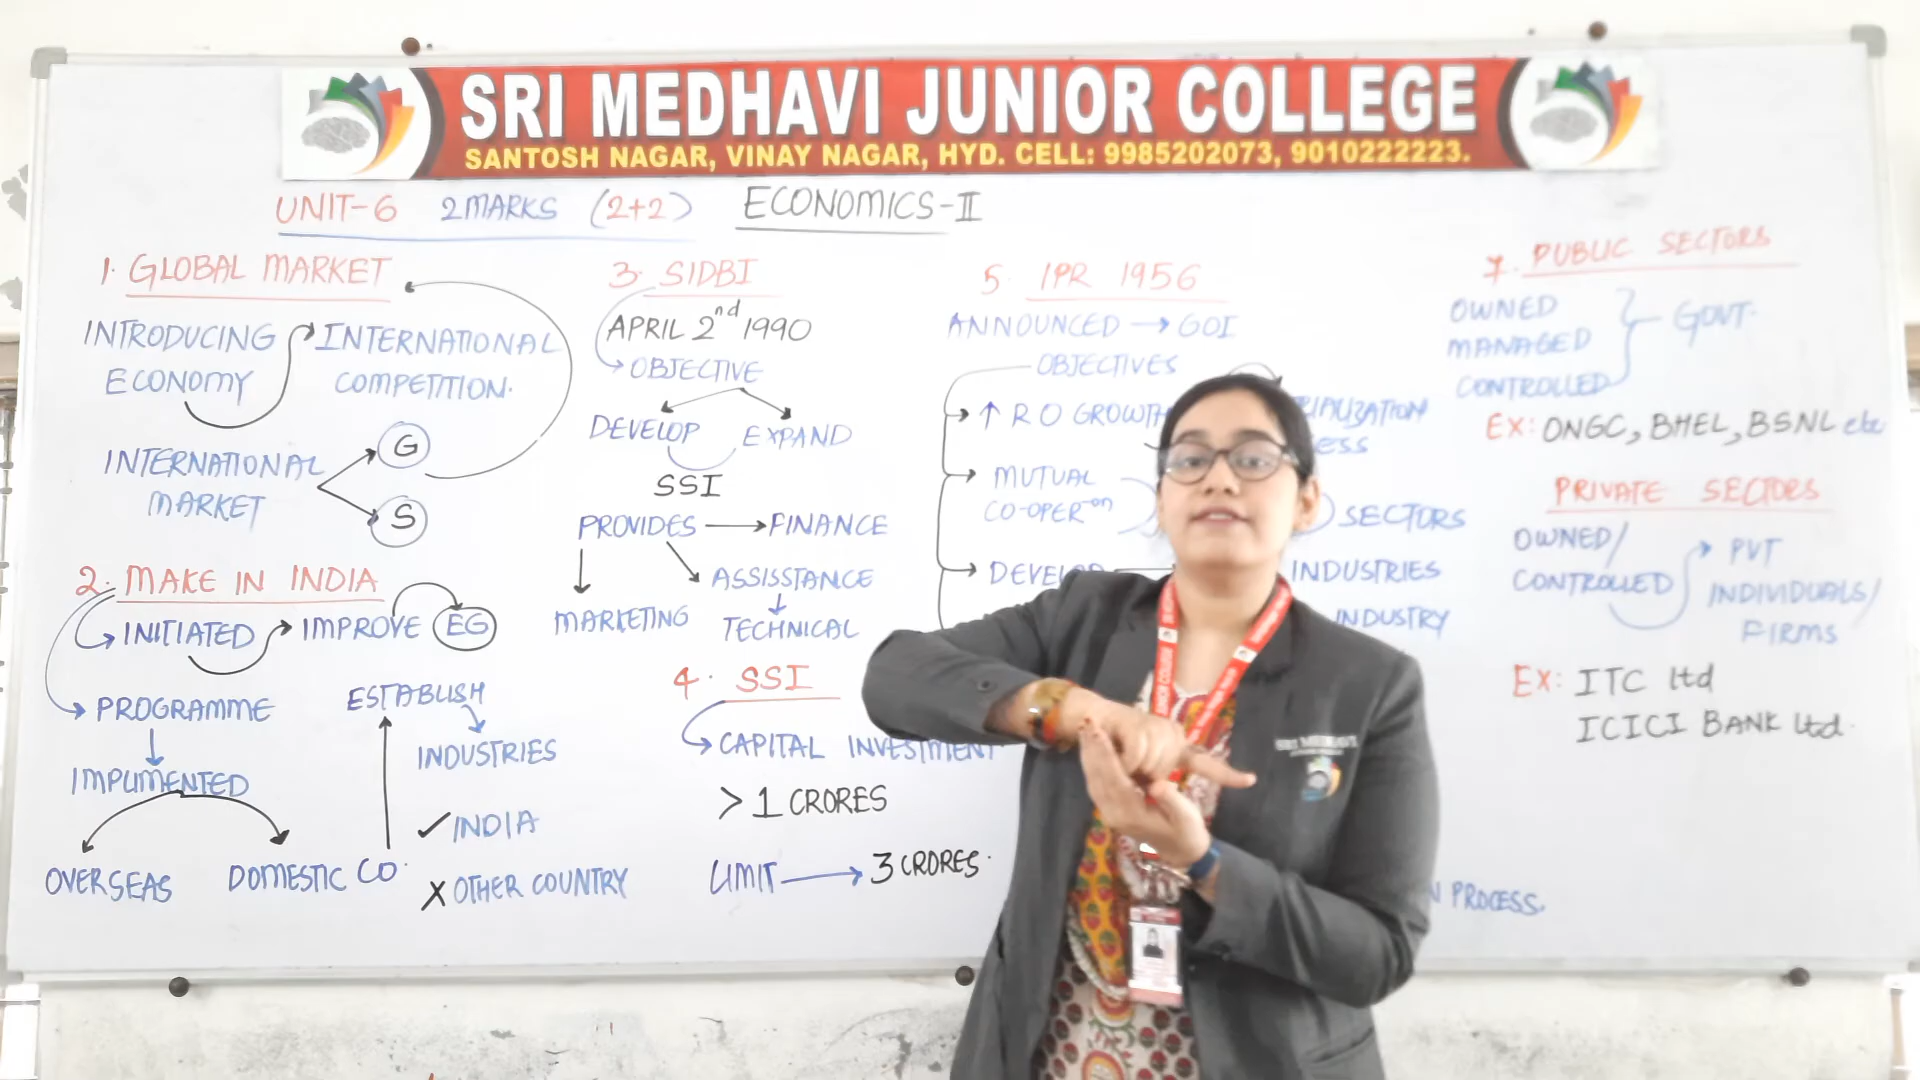 SRI MEDHAVI JUNIOR COLLEGE
SANTOSH NAGAR, VINAY NAGAR, HYD. CELL: 9985202073, 9010222223.
UNIT-6 2MARKS (2+2) ECONOMICS-II
1. GLOBAL MARKET
INTRODUCING
ECONOMY
INTERNATIONAL
COMPETITION.
INTERNATIONAL
MARKET
G
S
2. MAKE IN INDIA
INITIATED
IMPROVE EG
PROGRAMME
IMPLIMENTED
OVERSEAS
DOMESTIC CO.
ESTABLISH
INDUSTRIES
✓ INDIA
X OTHER COUNTRY
3. SIDBI
APRIL 2nd 1990
OBJECTIVE
DEVELOP EXPAND
SSI
PROVIDES → FINANCE
ASSISSTANCE
MARKETING
TECHNICAL
4. SSI
CAPITAL INVESTMENT
> 1 CRORES
LIMIT → 3 CRORES.
5. IPR 1956
ANNOUNCED → GOI
OBJECTIVES
↑ R O GROWTH
MUTUAL
CO-OPERon
SECTORS
INDUSTRIES
INDUSTRY
PROCESS.
7. PUBLIC SECTORS
OWNED
MANAGED
CONTROLLED
GOVT.
EX: ONGC, BHEL, BSNL etc
PRIVATE SECTORS
OWNED/
CONTROLLED
PVT
INDIVIDUALS/
FIRMS
EX: ITC ltd
ICICI BANK Ltd.
SRI MEDHAVI